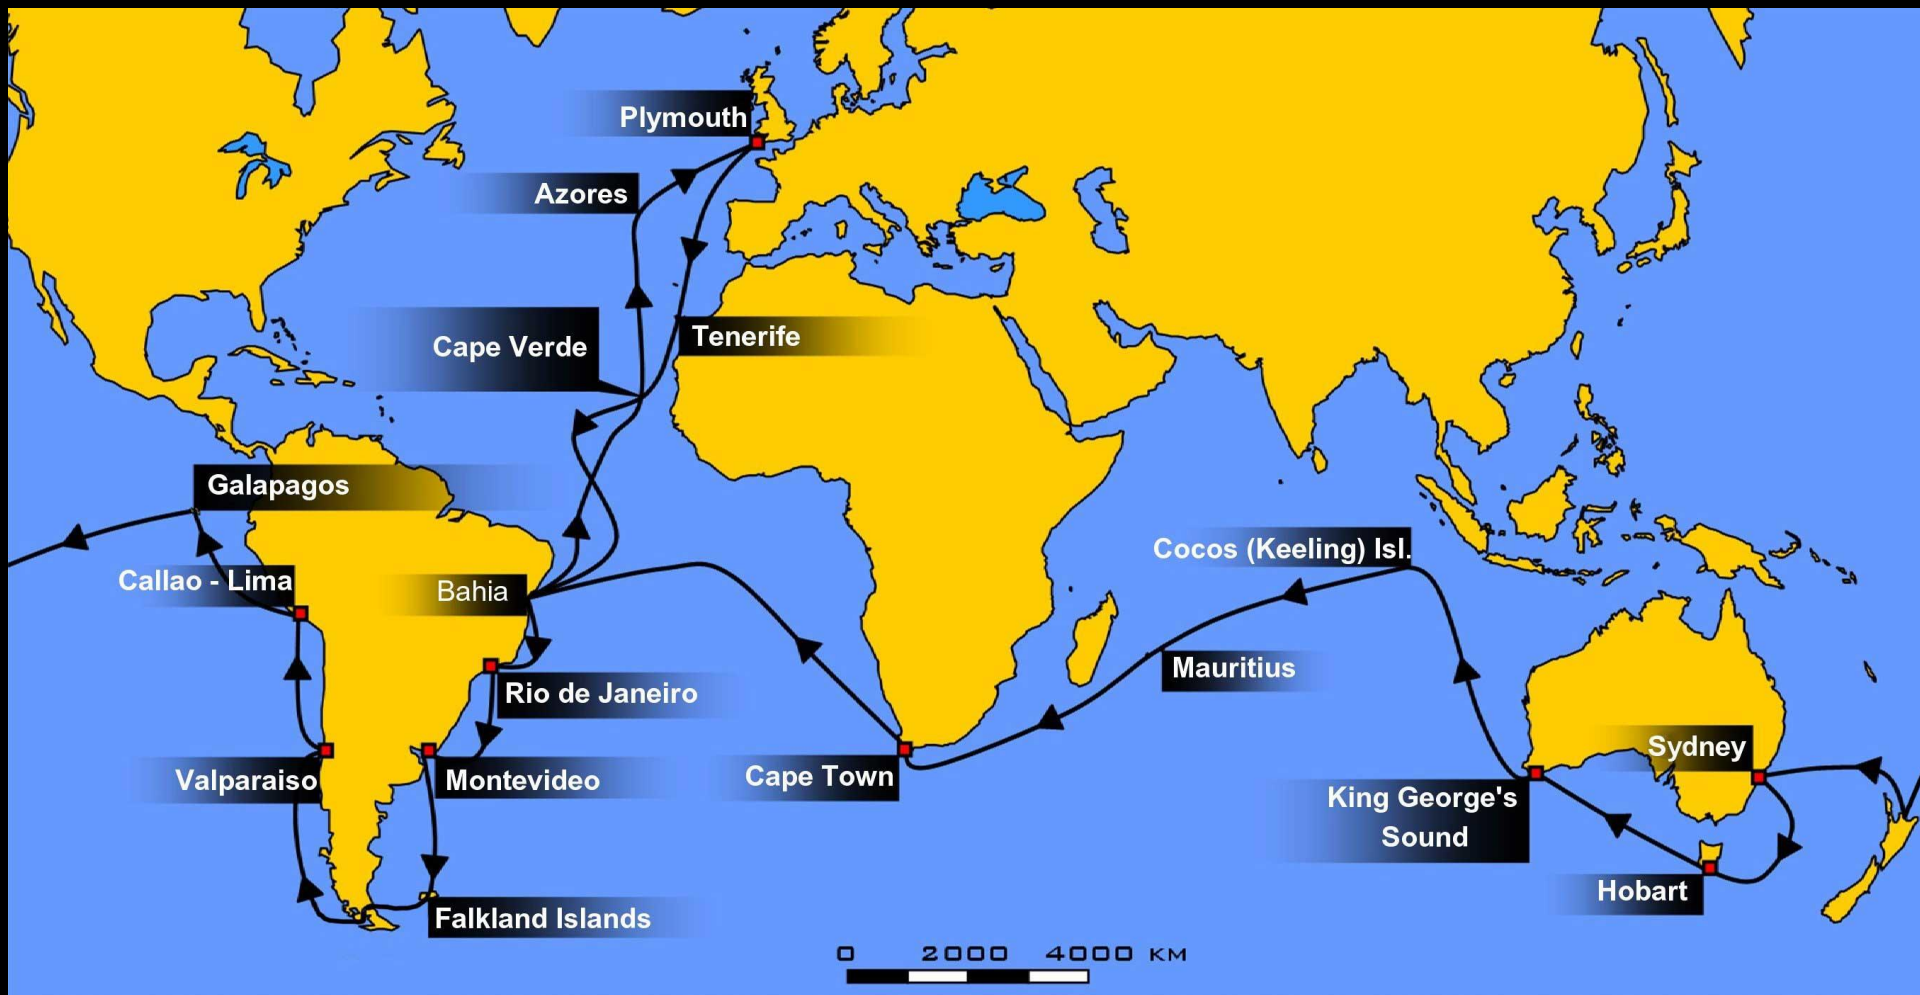 Plymouth
Azores
Cape Verde
Tenerife
Galapagos
Cocos (Keeling) Isl.
Callao - Lima
Bahia
Mauritius
Rio de Janeiro
Sydney
Valparaiso
Montevideo
Cape Town
King George's
Sound
Hobart
Falkland Islands
0 2000 4000 KM